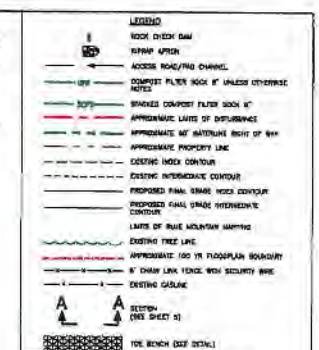 LEGEND
ROCK CHECK DAM
RIPRAP APRON
ACCESS ROAD/PAD CHANNEL
COMPOST FILTER SOCK 8" UNLESS OTHERWISE
NOTED
STACKED COMPOST FILTER SOCK 8"
APPROXIMATE LIMITS OF DISTURBANCE
APPROXIMATE 60' WATERLINE RIGHT OF WAY
APPROXIMATE PROPERTY LINE
EXISTING INDEX CONTOUR
EXISTING INTERMEDIATE CONTOUR
PROPOSED FINAL GRADE INDEX CONTOUR
PROPOSED FINAL GRADE INTERMEDIATE
CONTOUR
LIMITS OF BLUE MOUNTAIN MAPPING
EXISTING TREE LINE
APPROXIMATE 100 YR FLOODPLAIN BOUNDARY
6' CHAIN LINK FENCE WITH SECURITY WIRE
EXISTING GASLINE
A A SECTION
(SEE SHEET 5)
TOE BENCH (SEE DETAIL)